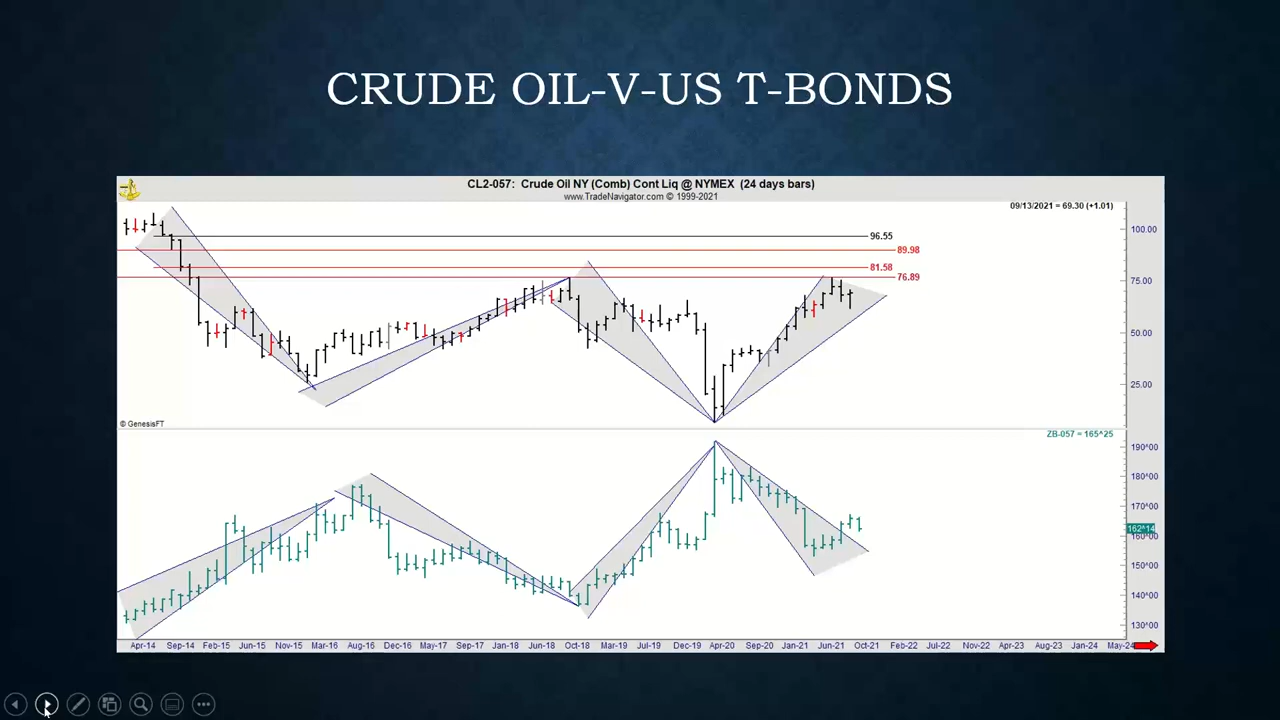 CRUDE OIL-V-US T-BONDS
CL2-057: Crude Oil NY (Comb) Cont Liq @ NYMEX (24 days bars)
www.TradeNavigator.com © 1999-2021
09/13/2021 = 69.30 (+1.01)
100.00
96.55
89.98
81.58
76.89
75.00
50.00
25.00
© GenesisFT
ZB-057 = 165^25
190^00
180^00
170^00
162^14
160^00
150^00
140^00
130^00
Apr-14 Sep-14 Feb-15 Jun-15 Nov-15 Mar-16 Aug-16 Dec-16 May-17 Sep-17 Jan-18 Jun-18 Oct-18 Mar-19 Jul-19 Dec-19 Apr-20 Sep-20 Jan-21 Jun-21 Oct-21 Feb-22 Jul-22 Nov-22 Apr-23 Aug-23 Jan-24 May-24